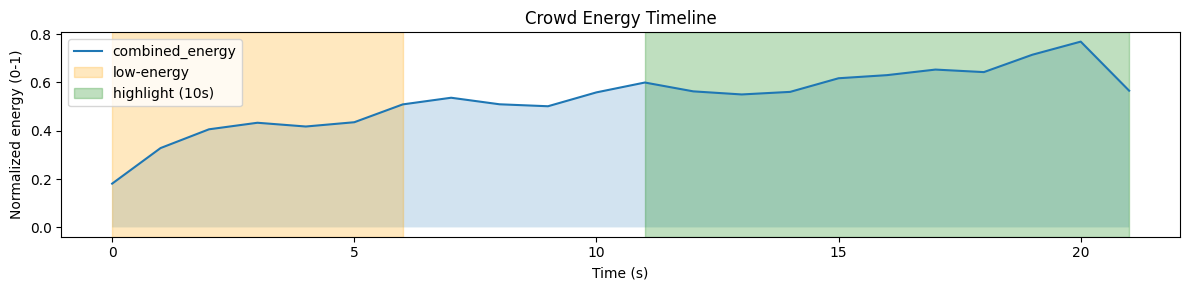 Crowd Energy Timeline
Normalized energy (0-1)
0.8
0.6
0.4
0.2
0.0
combined_energy
low-energy
highlight (10s)
0 5 10 15 20
Time (s)